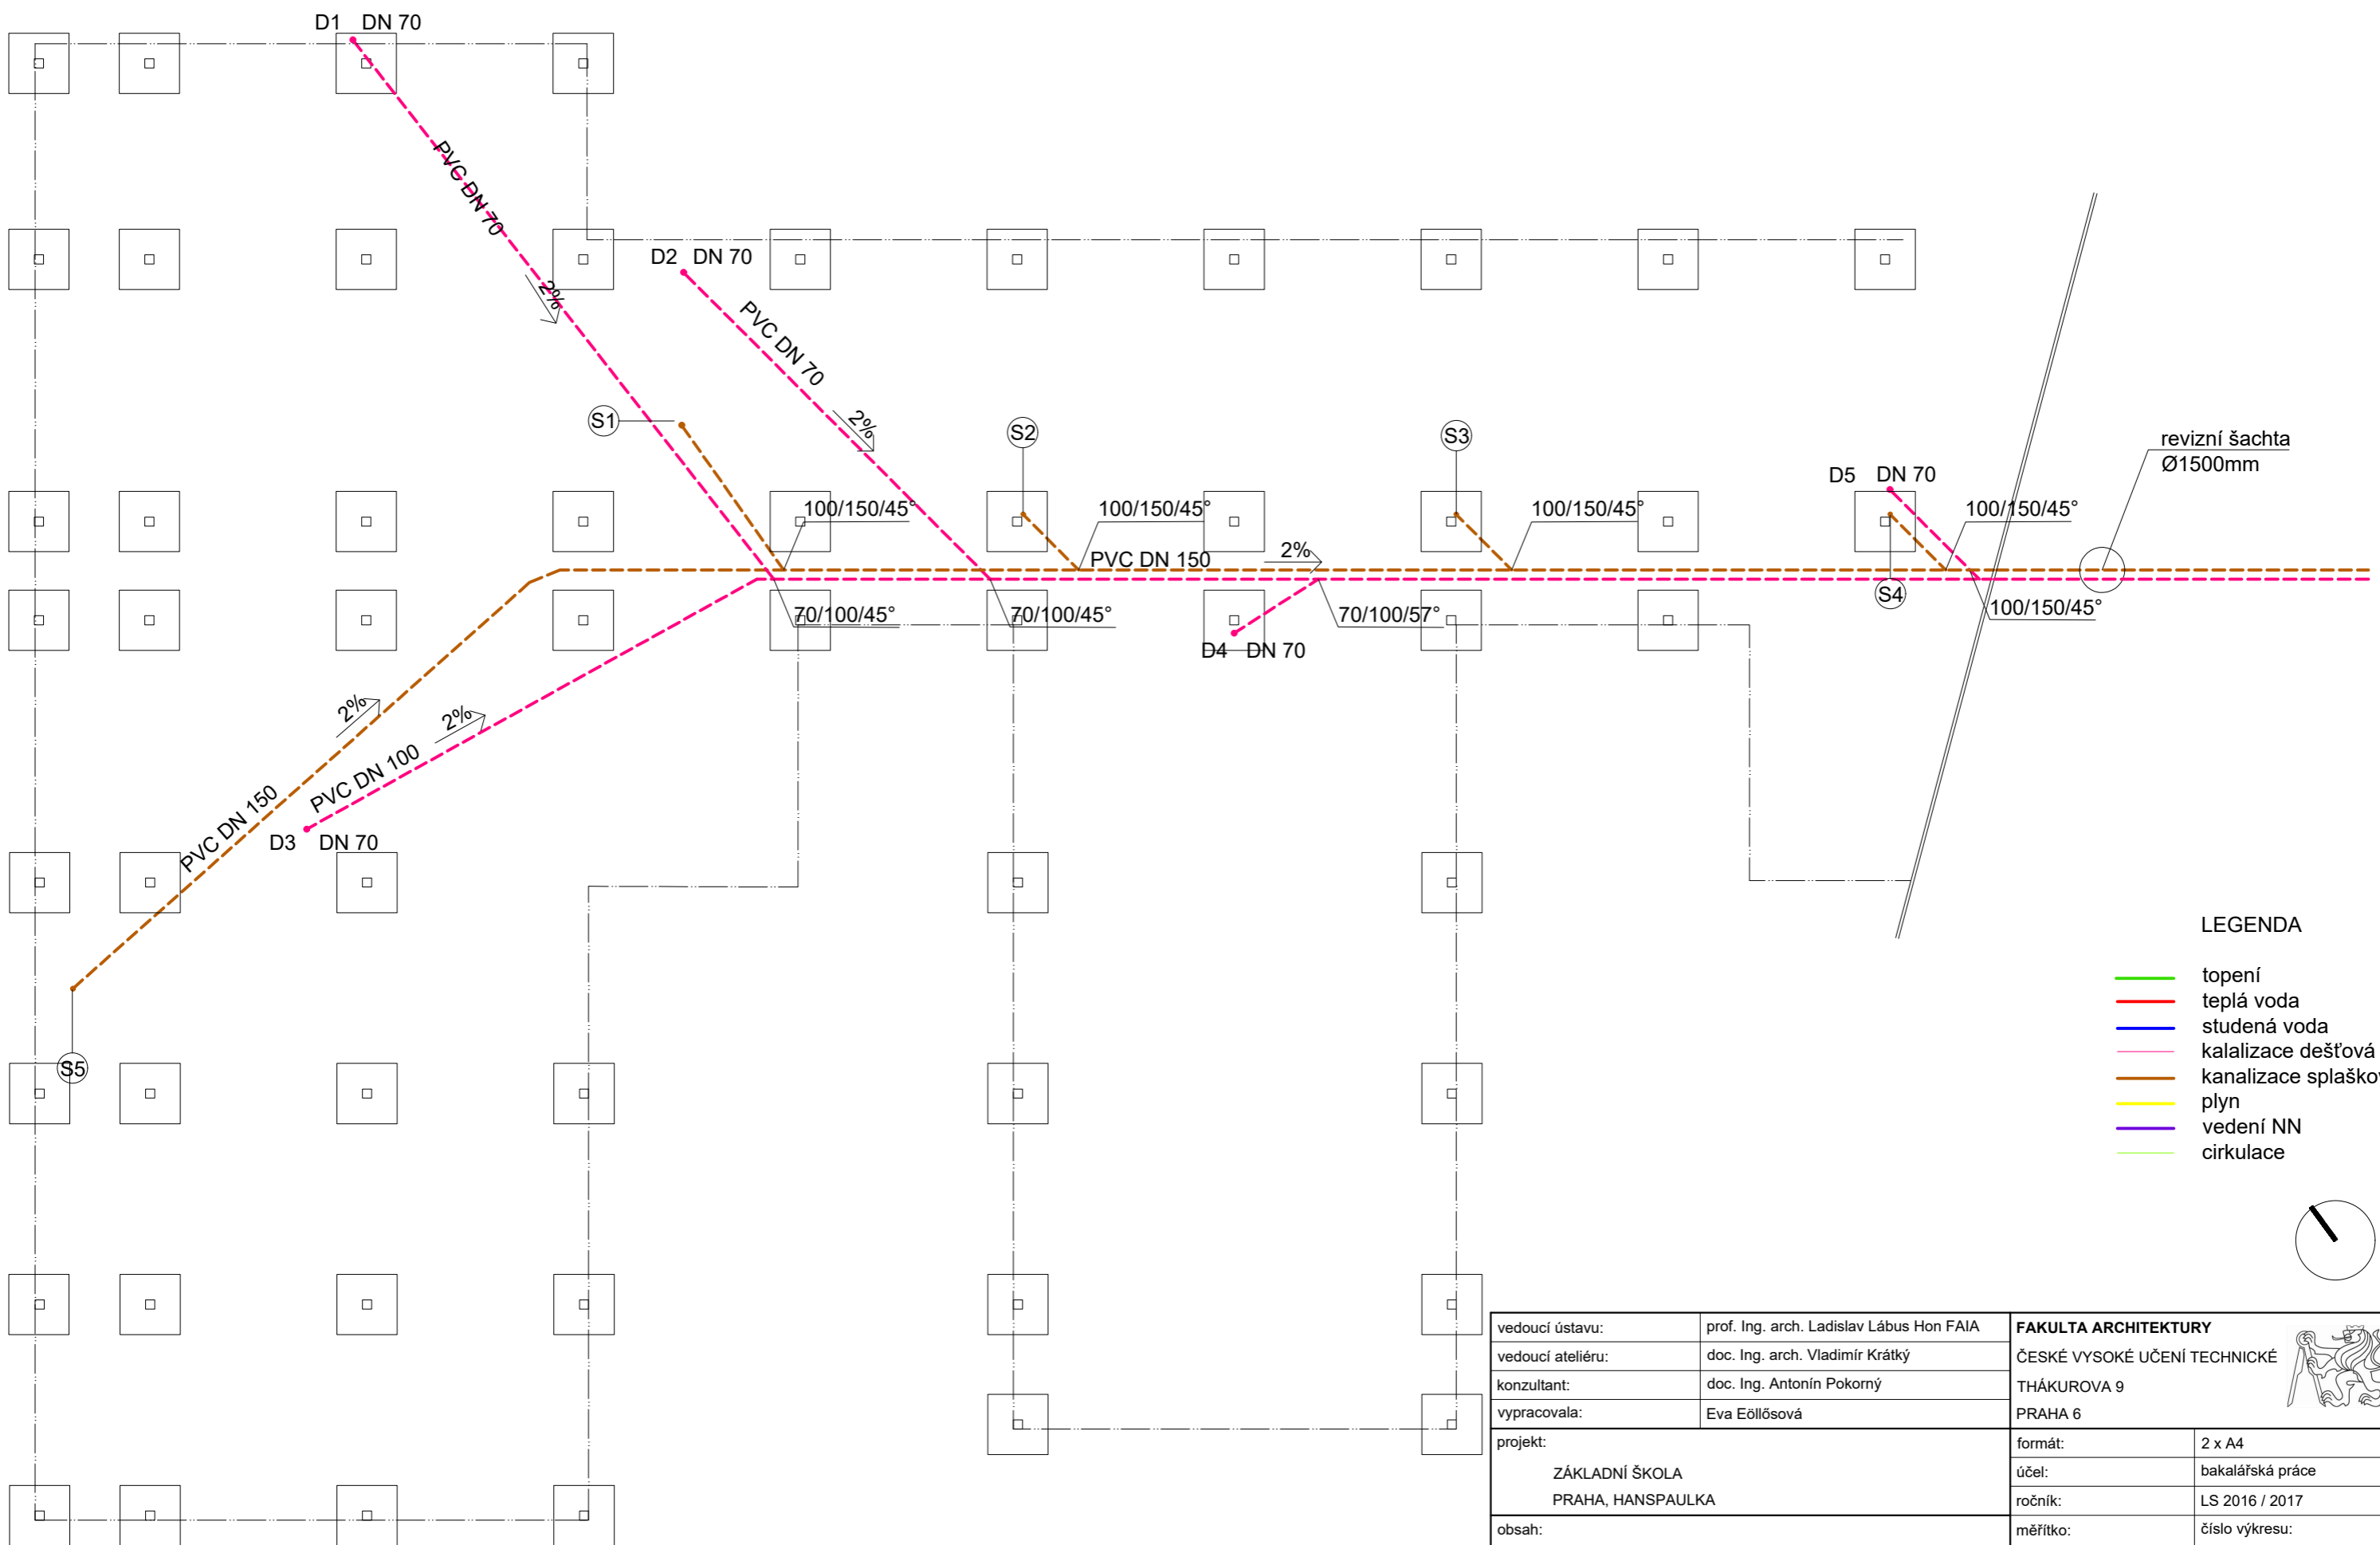 D1 DN 70
PVC DN 70
2%
D2 DN 70
PVC DN 70
2%
S1
S2
S3
D5 DN 70
revizní šachta
Ø1500mm
100/150/45°
100/150/45°
100/150/45°
100/150/45°
PVC DN 150
2%
70/100/45°
70/100/45°
70/100/57°
S4
100/150/45°
D4 DN 70
2%
2%
PVC DN 150
PVC DN 100
D3 DN 70
S5
LEGENDA
topení
teplá voda
studená voda
kalalizace dešťová
kanalizace
plyn
vedení NN
cirkulace
vedoucí ústavu: prof. Ing. arch. Ladislav Lábus Hon FAIA
vedoucí ateliéru: doc. Ing. arch. Vladimír Krátký
konzultant: doc. Ing. Antonín Pokorný
vypracovala: Eva Eöllősová
FAKULTA ARCHITEKTURY
ČESKÉ VYSOKÉ UČENÍ TECHNICKÉ
THÁKUROVA 9
PRAHA 6
projekt:
ZÁKLADNÍ ŠKOLA
PRAHA, HANSPAULKA
formát: 2 x A4
účel: bakalářská práce
ročník: LS 2016 / 2017
obsah:
měřítko: číslo výkresu: